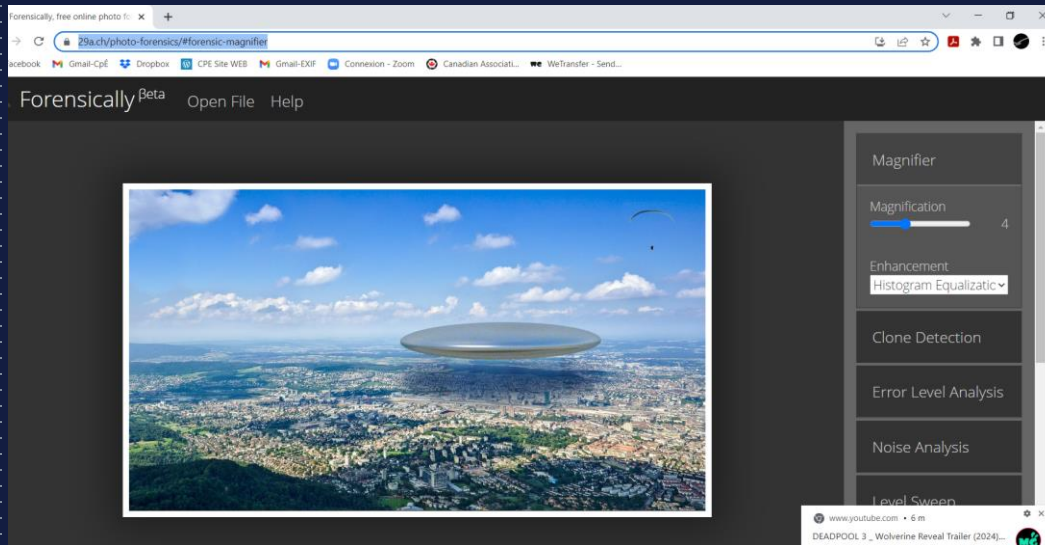 Forensically, free online photo fo
29a.ch/photo-forensics/#forensic-magnifier
acebook Gmail-CpÉ Dropbox CPE Site WEB Gmail-EXIF Connexion - Zoom Canadian Associati... WeTransfer - Send...
Forensically Beta Open File Help
Magnifier
Magnification
4
Enhancement
Histogram Equalizatic
Clone Detection
Error Level Analysis
Noise Analysis
Level Sweep
www.youtube.com • 6 m
DEADPOOL 3 _ Wolverine Reveal Trailer (2024)...